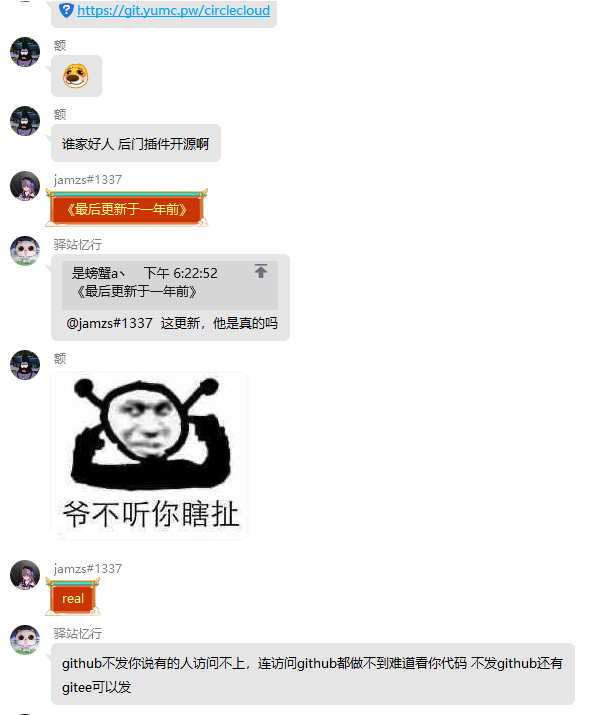 https://git.yumc.pw/circlecloud
额
额
谁家好人 后门插件开源啊
jamzs#1337
《最后更新于一年前》
驿站忆行
是螃蟹a丶 下午 6:22:52
《最后更新于一年前》
@jamzs#1337 这更新，他是真的吗
额
爷不听你瞎扯
jamzs#1337
real
驿站忆行
github不发你说有的人访问不上，连访问github都做不到难道看你代码 不发github还有
gitee可以发